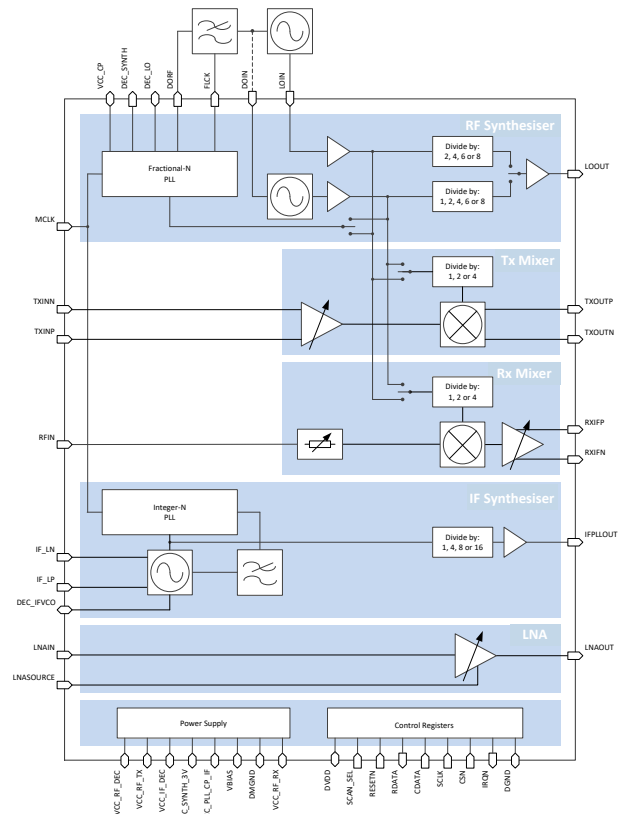 VCC_CP
DEC_SYNTH
DEC_LO
DORF
FLCK
DOIN
LOIN
RF Synthesiser
Fractional-N
PLL
Divide by:
2, 4, 6 or 8
Divide by:
1, 2, 4, 6 or 8
LOOUT
MCLK
Tx Mixer
Divide by:
1, 2 or 4
TXINN
TXINP
TXOUTP
TXOUTN
Rx Mixer
Divide by:
1, 2 or 4
RFIN
RXIFP
RXIFN
IF Synthesiser
Integer-N
PLL
Divide by:
1, 4, 8 or 16
IFPLLOUT
IF_LN
IF_LP
DEC_IFVCO
LNA
LNAIN
LNASOURCE
LNAOUT
Power Supply
Control Registers
VCC_RF_DEC
VCC_RF_TX
VCC_IF_DEC
C_SYNTH_3V
C_PLL_CP_IF
VBIAS
DMGND
VCC_RF_RX
DVDD
SCAN_SEL
RESETN
RDATA
CDATA
SCLK
CSN
IRQN
DGND